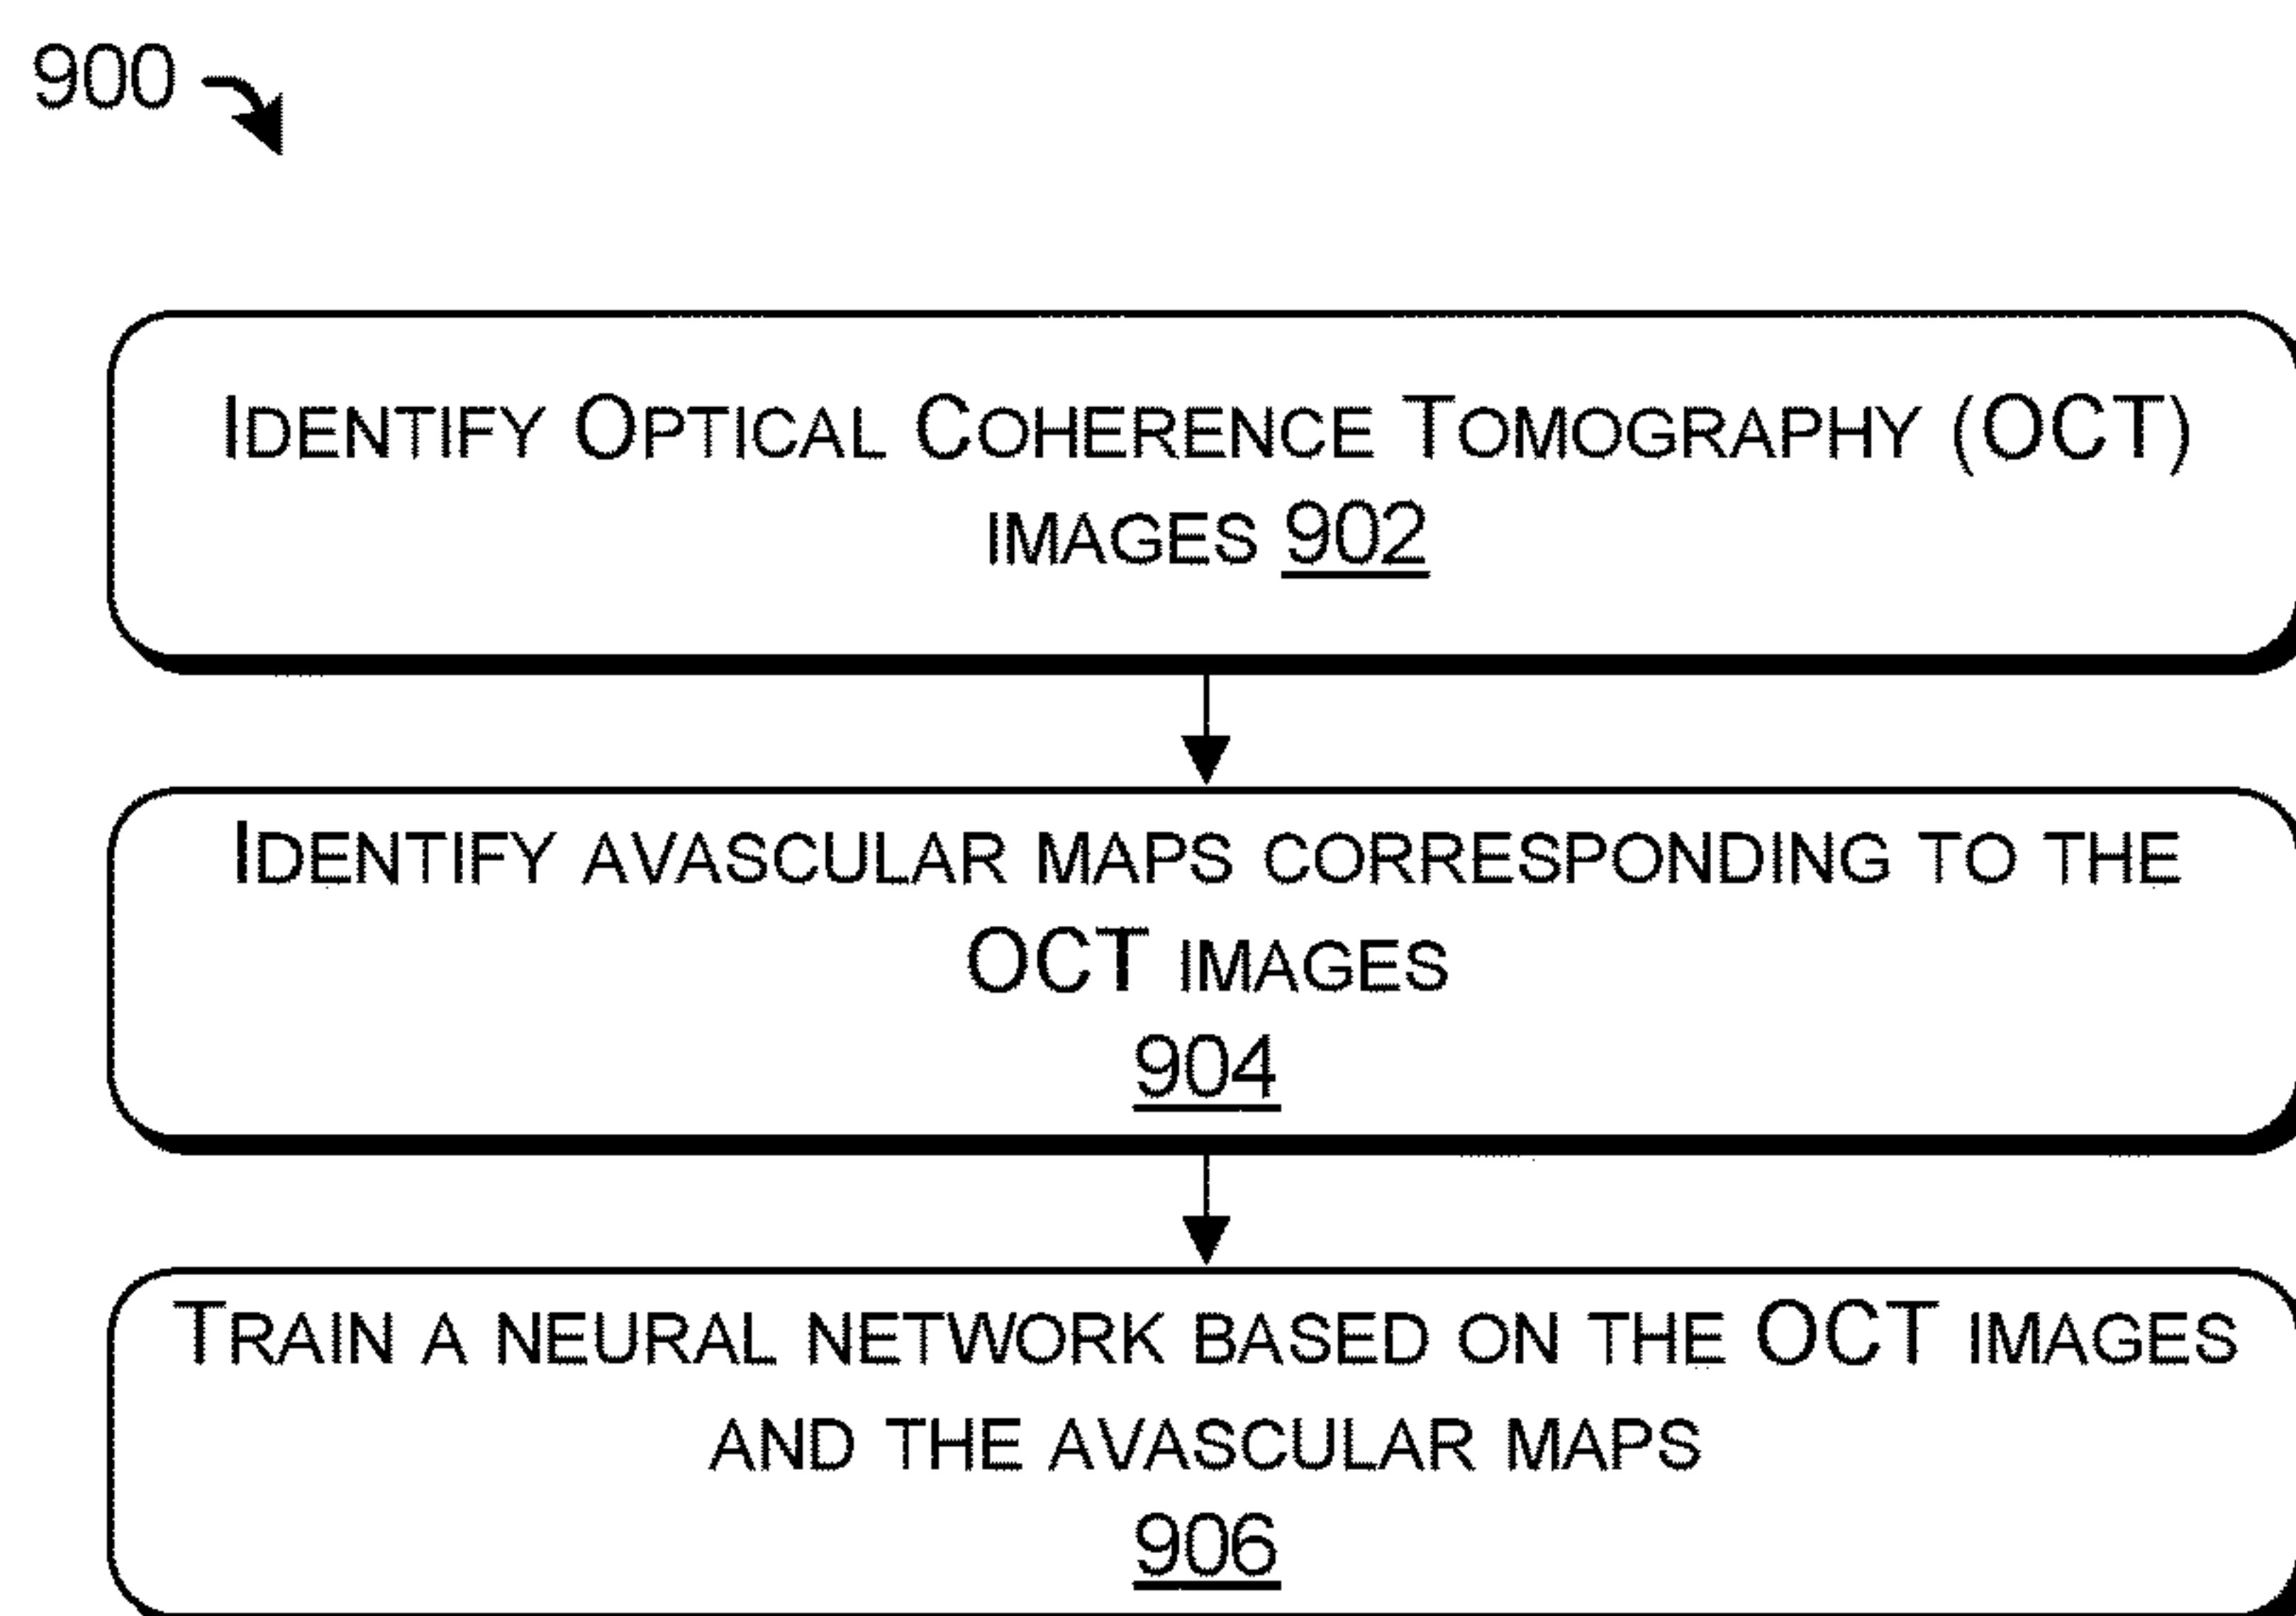 900
IDENTIFY OPTICAL COHERENCE TOMOGRAPHY (OCT)
IMAGES 902
IDENTIFY AVASCULAR MAPS CORRESPONDING TO THE
OCT IMAGES
904
TRAIN A NEURAL NETWORK BASED ON THE OCT IMAGES
AND THE AVASCULAR MAPS
906